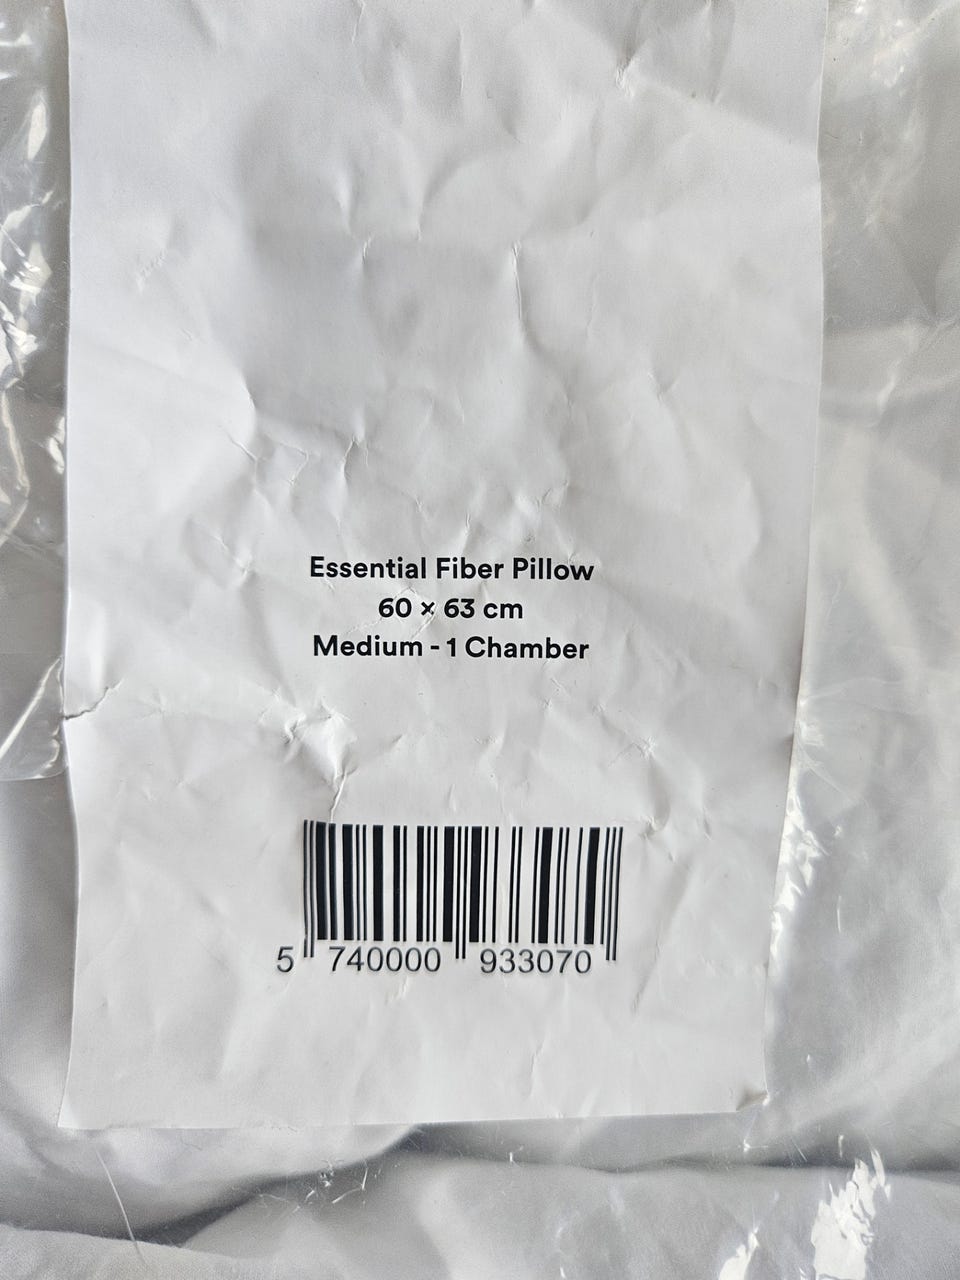 Essential Fiber Pillow
60 × 63 cm
Medium - 1 Chamber
5 740000 933070